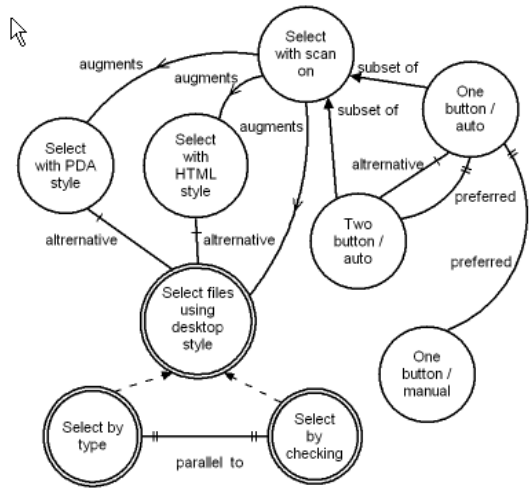 Select
with scan
on
augments
augments
augments
subset of
subset of
One
button /
auto
Select
with PDA
style
Select
with
HTML
style
altrernative
preferred
Two
button /
auto
altrernative
altrernative
preferred
Select files
using
desktop
style
One
button /
manual
Select by
type
Select
by
checking
parallel to